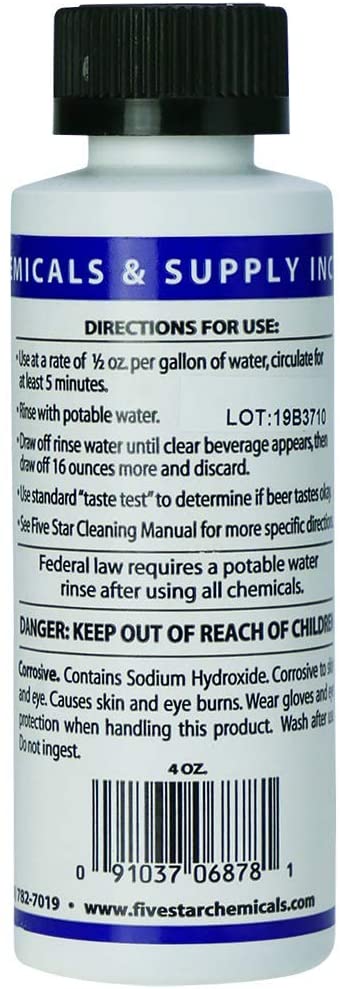 EMICALS & SUPPLY INC
DIRECTIONS FOR USE:
• Use at a rate of ½ oz. per gallon of water, circulate for
at least 5 minutes.
• Rinse with potable water.
LOT:19B3710
• Draw off rinse water until clear beverage appears, then
draw off 16 ounces more and discard.
• Use standard "taste test" to determine if beer tastes okay.
• See Five Star Cleaning Manual for more specific direction
Federal law requires a potable water
rinse after using all chemicals.
DANGER: KEEP OUT OF REACH OF CHILDREN
Corrosive. Contains Sodium Hydroxide. Corrosive to sk
and eye. Causes skin and eye burns. Wear gloves and ey
protection when handling this product. Wash after us
Do not ingest.
4 OZ.
0 91037 06878 1
) 782-7019 • www.fivestarchemicals.com